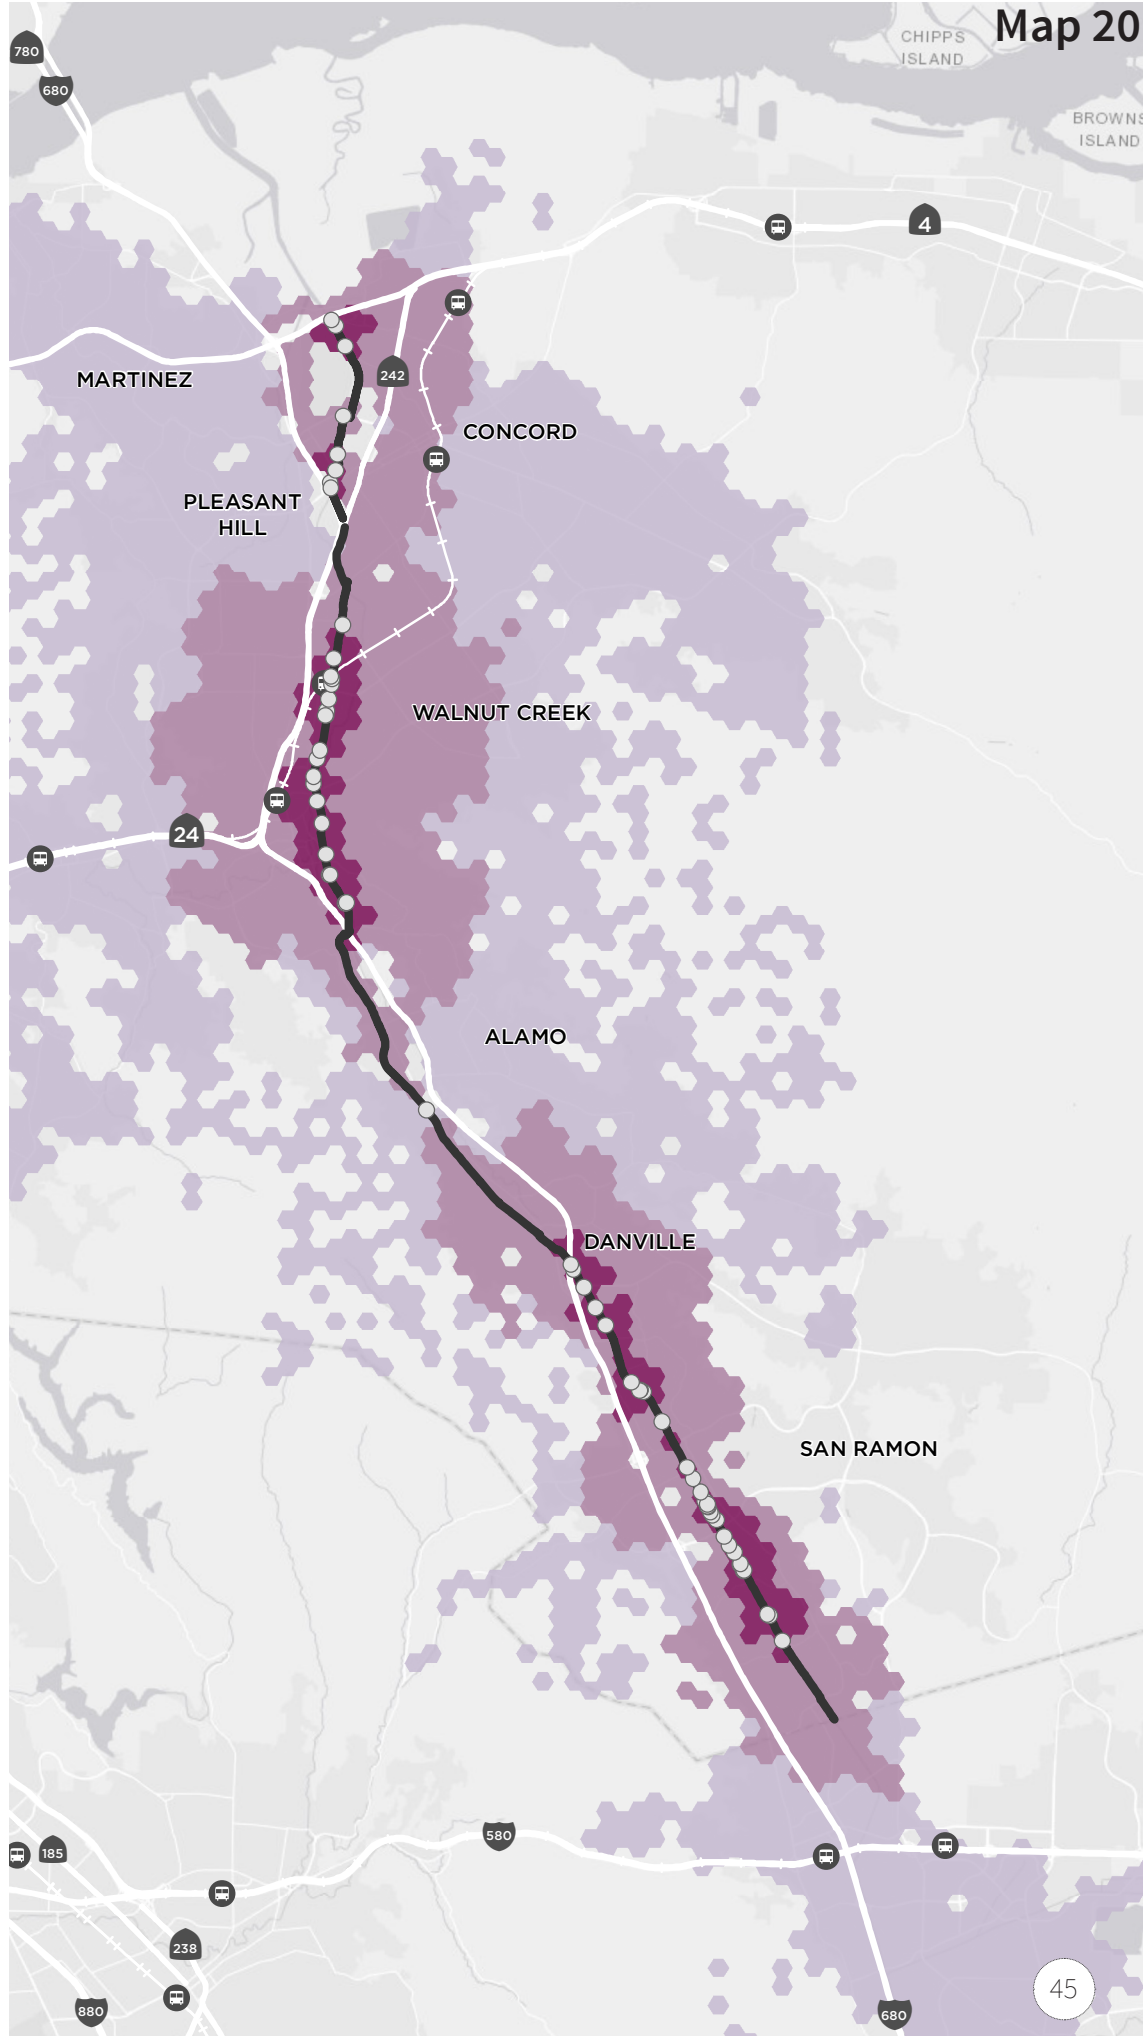 Map 20
CHIPPS
ISLAND
780
680
BROWNS
ISLAND
4
242
MARTINEZ
CONCORD
PLEASANT
HILL
WALNUT CREEK
24
ALAMO
DANVILLE
SAN RAMON
580
185
238
45
880
680